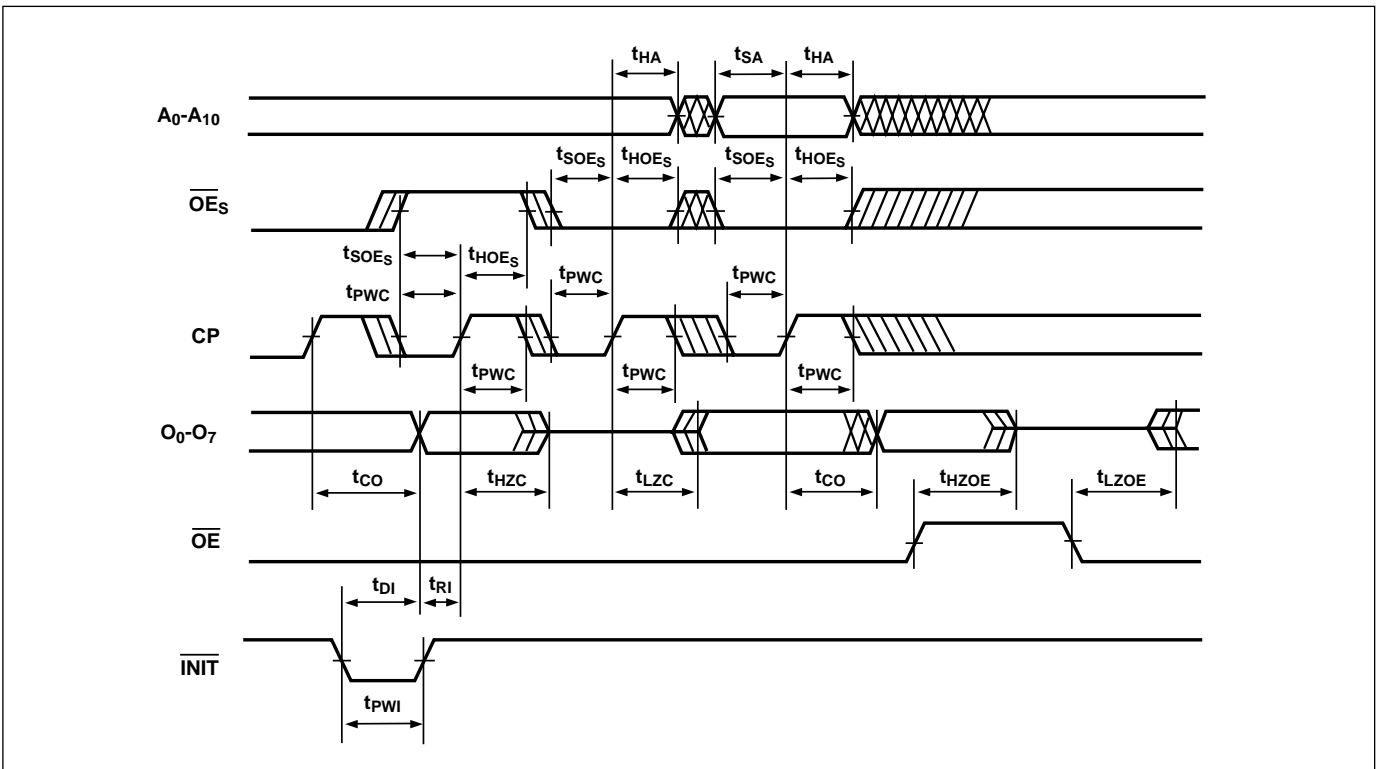 tHA tSA tHA
A0-A10
tSOES tHOES tSOES tHOES
OES
tSOES tHOES
tPWC tPWC tPWC
CP
tPWC tPWC tPWC
O0-O7
tCO tHZC tLZC tCO tHZOE tLZOE
OE
tDI tRI
INIT
tPWI